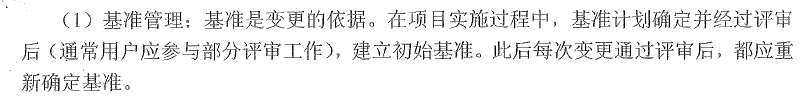 （1）基准管理：基准是变更的依据。在项目实施过程中，基准计划确定并经过评审
后（通常用户应参与部分评审工作），建立初始基准。此后每次变更通过评审后，都应重
新确定基准。